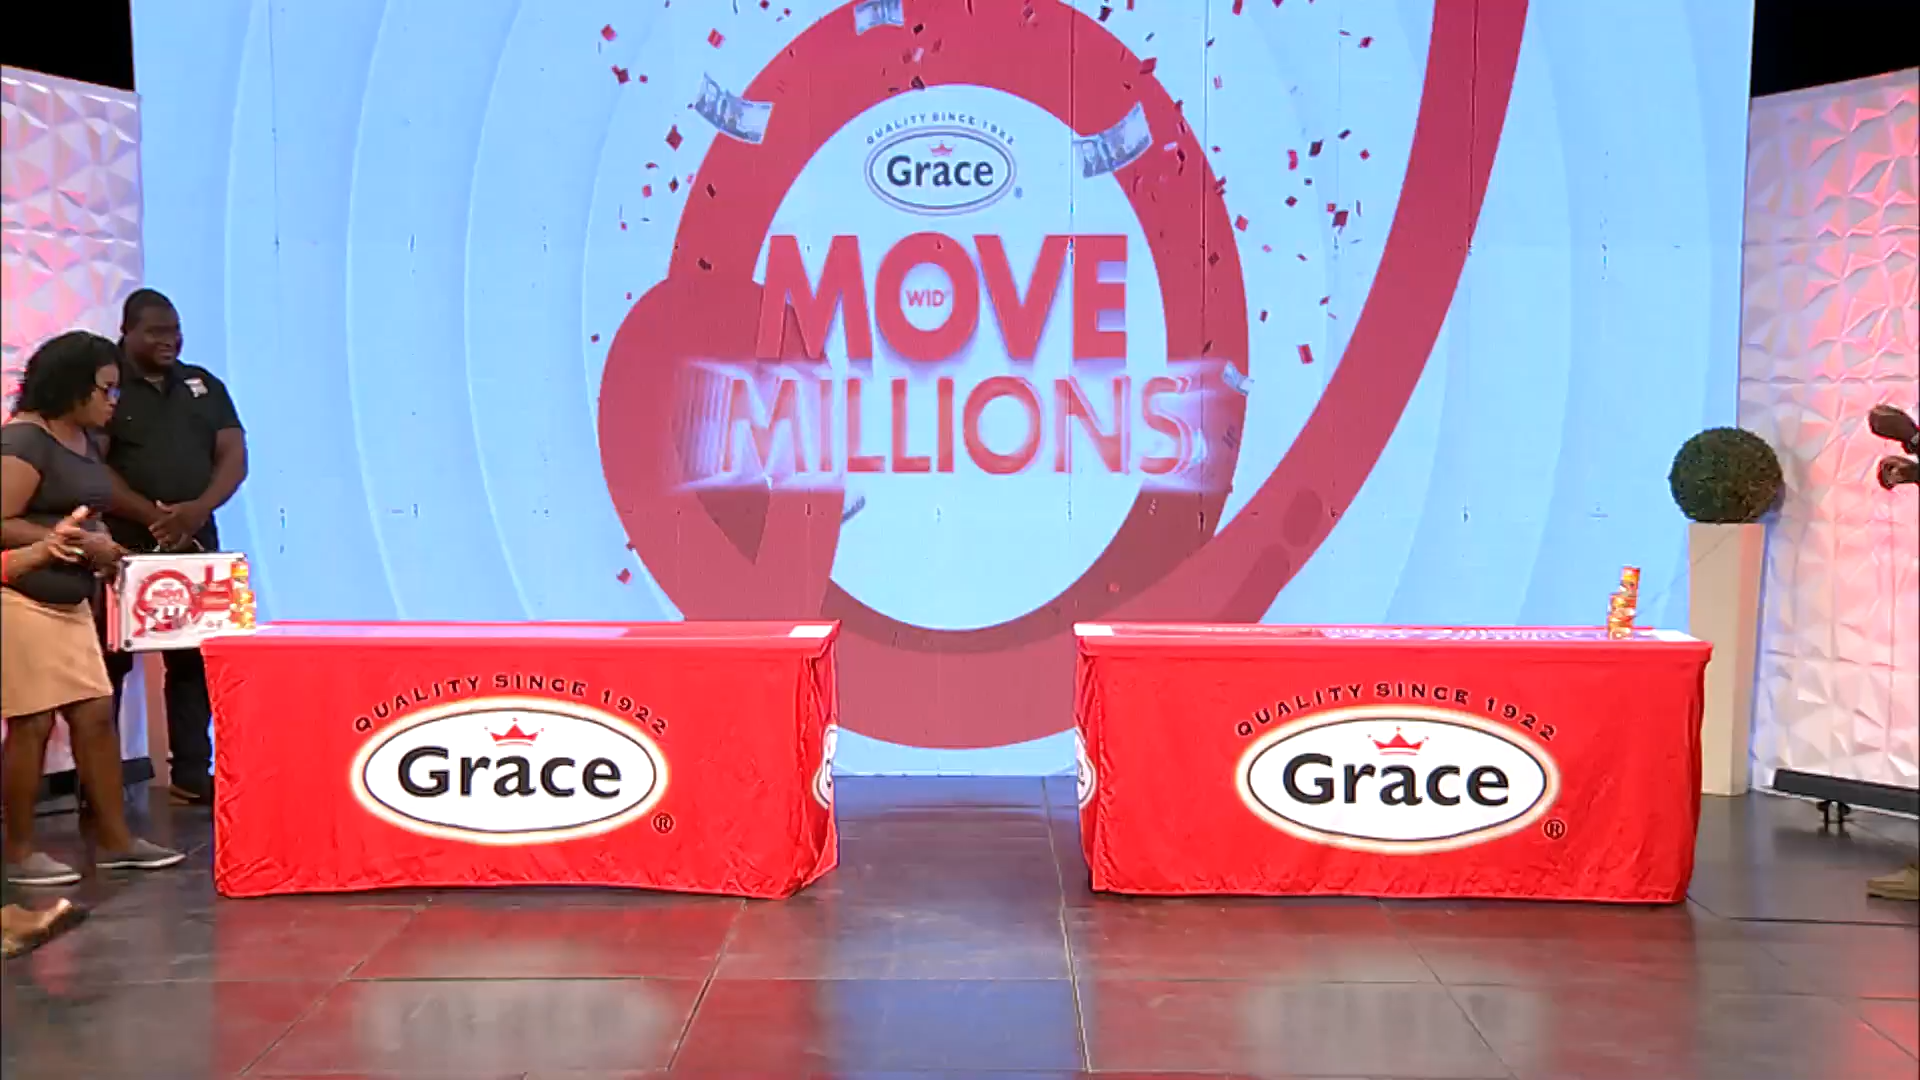 QUALITY SINCE 1922
Grace
MOVE
WID
MILLIONS
QUALITY SINCE 1922
Grace
®
QUALITY SINCE 1922
Grace
®